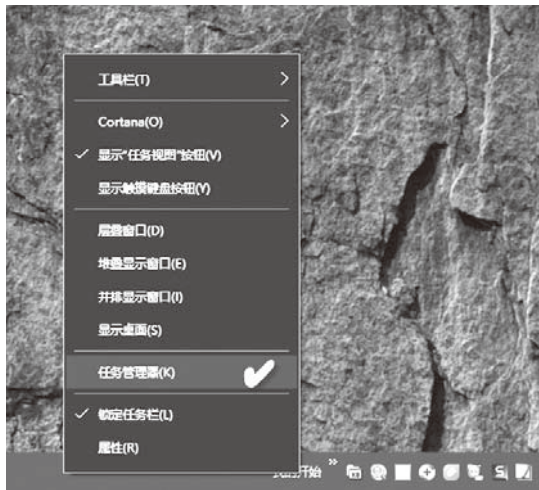 工具栏(T)
Cortana(O)
显示"任务视图"按钮(V)
显示触摸键盘按钮(Y)
层叠窗口(D)
堆叠显示窗口(E)
并排显示窗口(I)
显示桌面(S)
任务管理器(K)
锁定任务栏(L)
属性(R)
开始